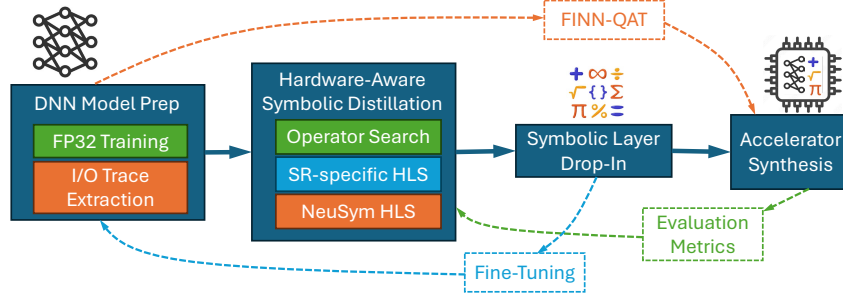 FINN-QAT
DNN Model Prep
FP32 Training
I/O Trace
Extraction
Hardware-Aware
Symbolic Distillation
Operator Search
SR-specific HLS
NeuSym HLS
+ ∞ ÷
√ {} Σ
π % =
Symbolic Layer
Drop-In
+
√
π
Accelerator
Synthesis
Evaluation
Metrics
Fine-Tuning